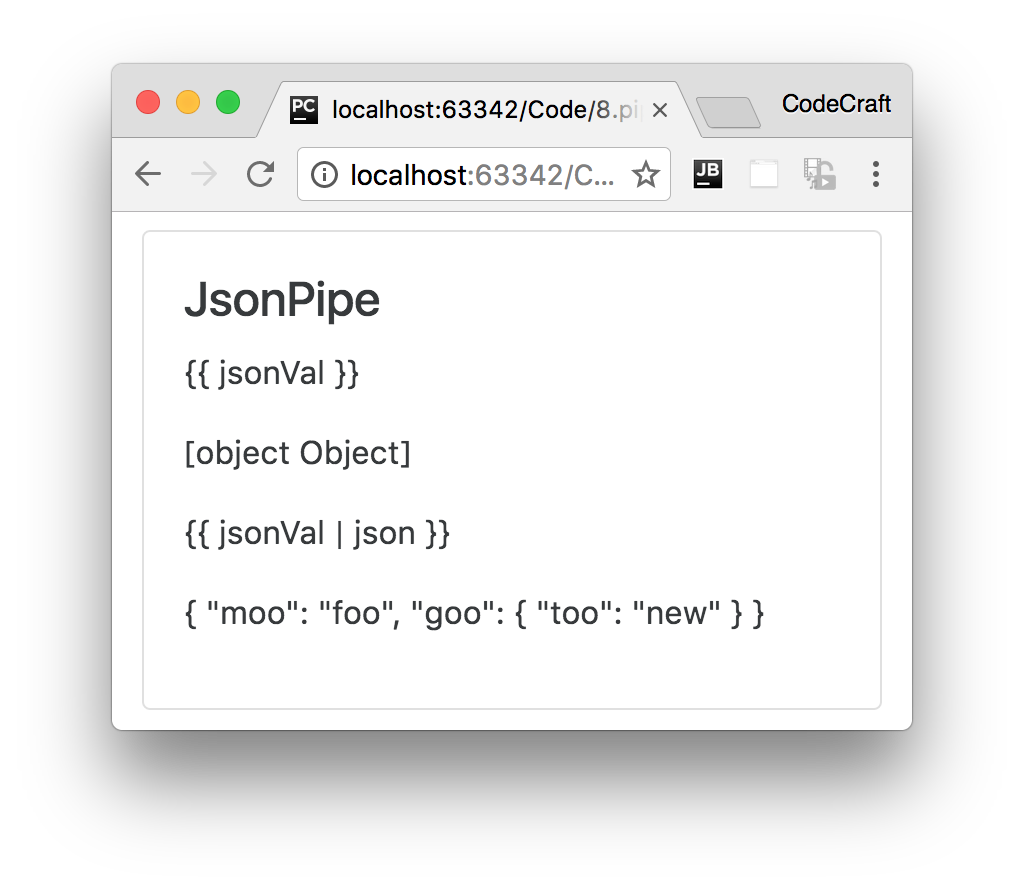 PC
localhost:63342/Code/8.pi
CodeCraft
localhost:63342/C...
JB
JsonPipe
{{ jsonVal }}
[object Object]
{{ jsonVal | json }}
{ "moo": "foo", "goo": { "too": "new" } }